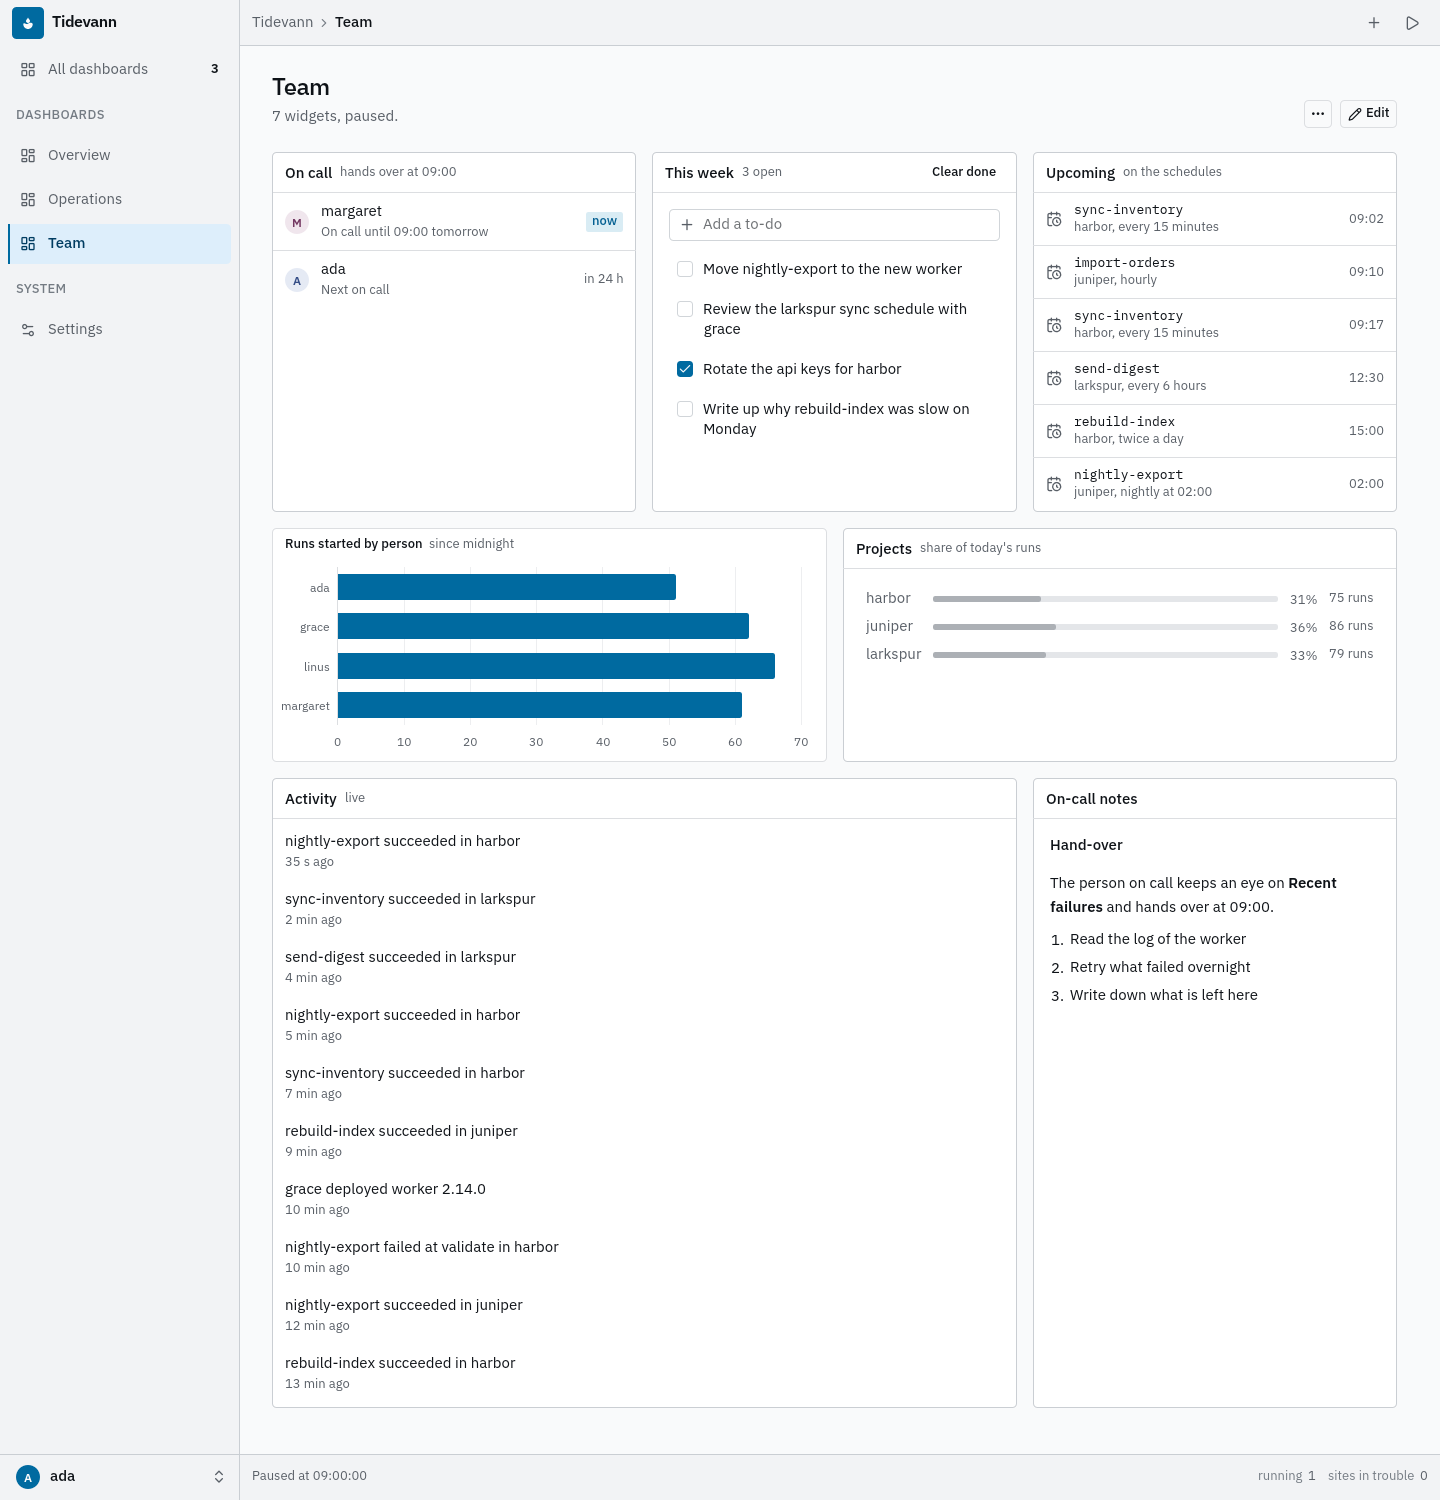 Tidevann
All dashboards 3
DASHBOARDS
Overview
Operations
Team
SYSTEM
Settings
A ada
Tidevann › Team
Team
7 widgets, paused.
Edit
On call hands over at 09:00
M margaret now
On call until 09:00 tomorrow
A ada in 24 h
Next on call
This week 3 open Clear done
Add a to-do
Move nightly-export to the new worker
Review the larkspur sync schedule with
grace
Rotate the api keys for harbor
Write up why rebuild-index was slow on
Monday
Upcoming on the schedules
sync-inventory 09:02
harbor, every 15 minutes
import-orders 09:10
juniper, hourly
sync-inventory 09:17
harbor, every 15 minutes
send-digest 12:30
larkspur, every 6 hours
rebuild-index 15:00
harbor, twice a day
nightly-export 02:00
juniper, nightly at 02:00
Runs started by person since midnight
ada
grace
linus
margaret
0 10 20 30 40 50 60 70
Projects share of today's runs
harbor 31% 75 runs
juniper 36% 86 runs
larkspur 33% 79 runs
Activity live
nightly-export succeeded in harbor
35 s ago
sync-inventory succeeded in larkspur
2 min ago
send-digest succeeded in larkspur
4 min ago
nightly-export succeeded in harbor
5 min ago
sync-inventory succeeded in harbor
7 min ago
rebuild-index succeeded in juniper
9 min ago
grace deployed worker 2.14.0
10 min ago
nightly-export failed at validate in harbor
10 min ago
nightly-export succeeded in juniper
12 min ago
rebuild-index succeeded in harbor
13 min ago
On-call notes
Hand-over
The person on call keeps an eye on Recent
failures and hands over at 09:00.
1. Read the log of the worker
2. Retry what failed overnight
3. Write down what is left here
Paused at 09:00:00
running 1 sites in trouble 0